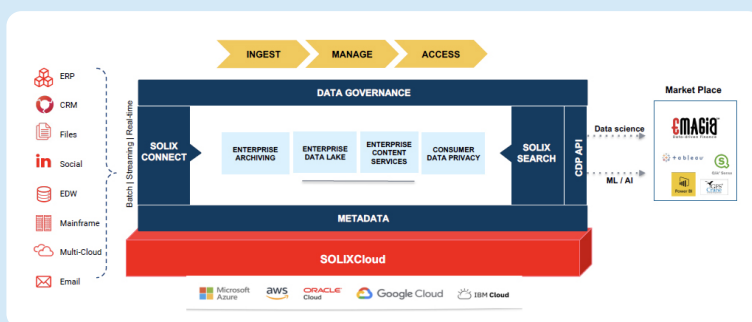 INGEST
MANAGE
ACCESS
ERP
CRM
Files
Social
EDW
Mainframe
Multi-Cloud
Email
Batch | Streaming | Real-time
DATA GOVERNANCE
SOLIX
CONNECT
ENTERPRISE
ARCHIVING
ENTERPRISE
DATA LAKE
ENTERPRISE
CONTENT
SERVICES
CONSUMER
DATA PRIVACY
SOLIX
SEARCH
CDP API
METADATA
SOLIXCloud
Microsoft
Azure
aws
ORACLE
Cloud
Google Cloud
IBM Cloud
Data science
ML / AI
Market Place
EMAGIA
tableau
Power BI